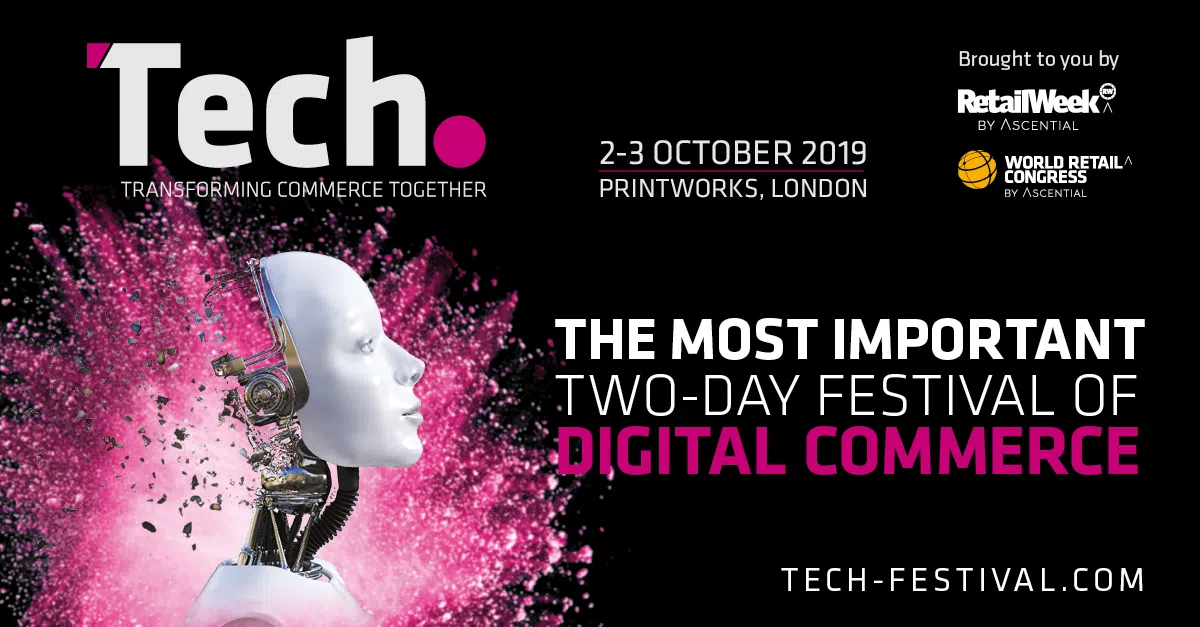 Tech.
TRANSFORMING COMMERCE TOGETHER
2-3 OCTOBER 2019
PRINTWORKS, LONDON
Brought to you by
RetailWeek
RW
BY ASCENTIAL
WORLD RETAIL
CONGRESS
BY ASCENTIAL
THE MOST IMPORTANT
TWO-DAY FESTIVAL OF
DIGITAL COMMERCE
TECH-FESTIVAL.COM